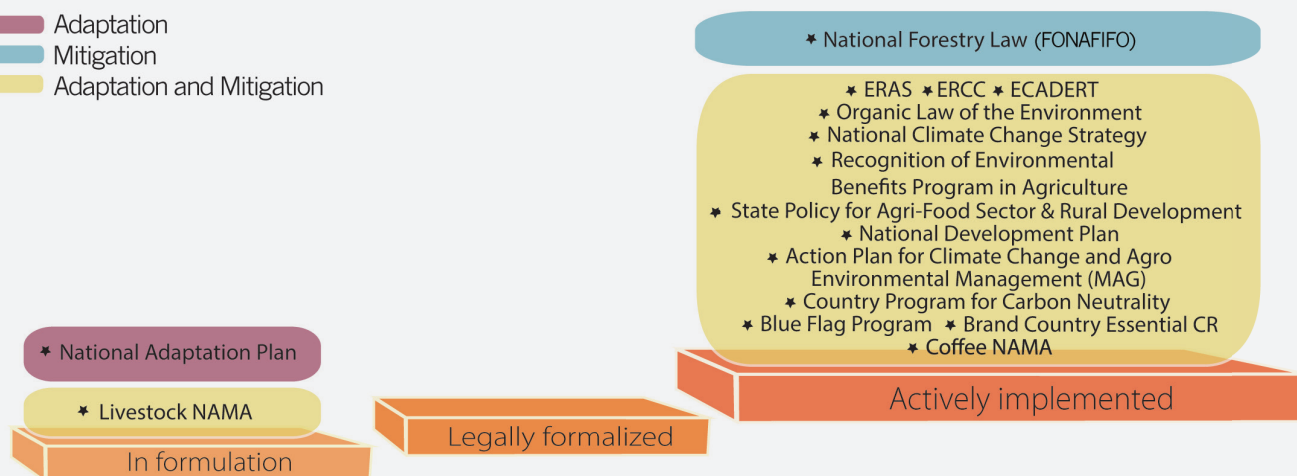 Adaptation
Mitigation
Adaptation and Mitigation
★ National Forestry Law (FONAFIFO)
★ ERAS ★ ERCC ★ ECADERT
★ Organic Law of the Environment
★ National Climate Change Strategy
★ Recognition of Environmental
Benefits Program in Agriculture
★ State Policy for Agri-Food Sector & Rural Development
★ National Development Plan
★ Action Plan for Climate Change and Agro
Environmental Management (MAG)
★ Country Program for Carbon Neutrality
★ Blue Flag Program ★ Brand Country Essential CR
★ Coffee NAMA
★ National Adaptation Plan
★ Livestock NAMA
In formulation
Legally formalized
Actively implemented